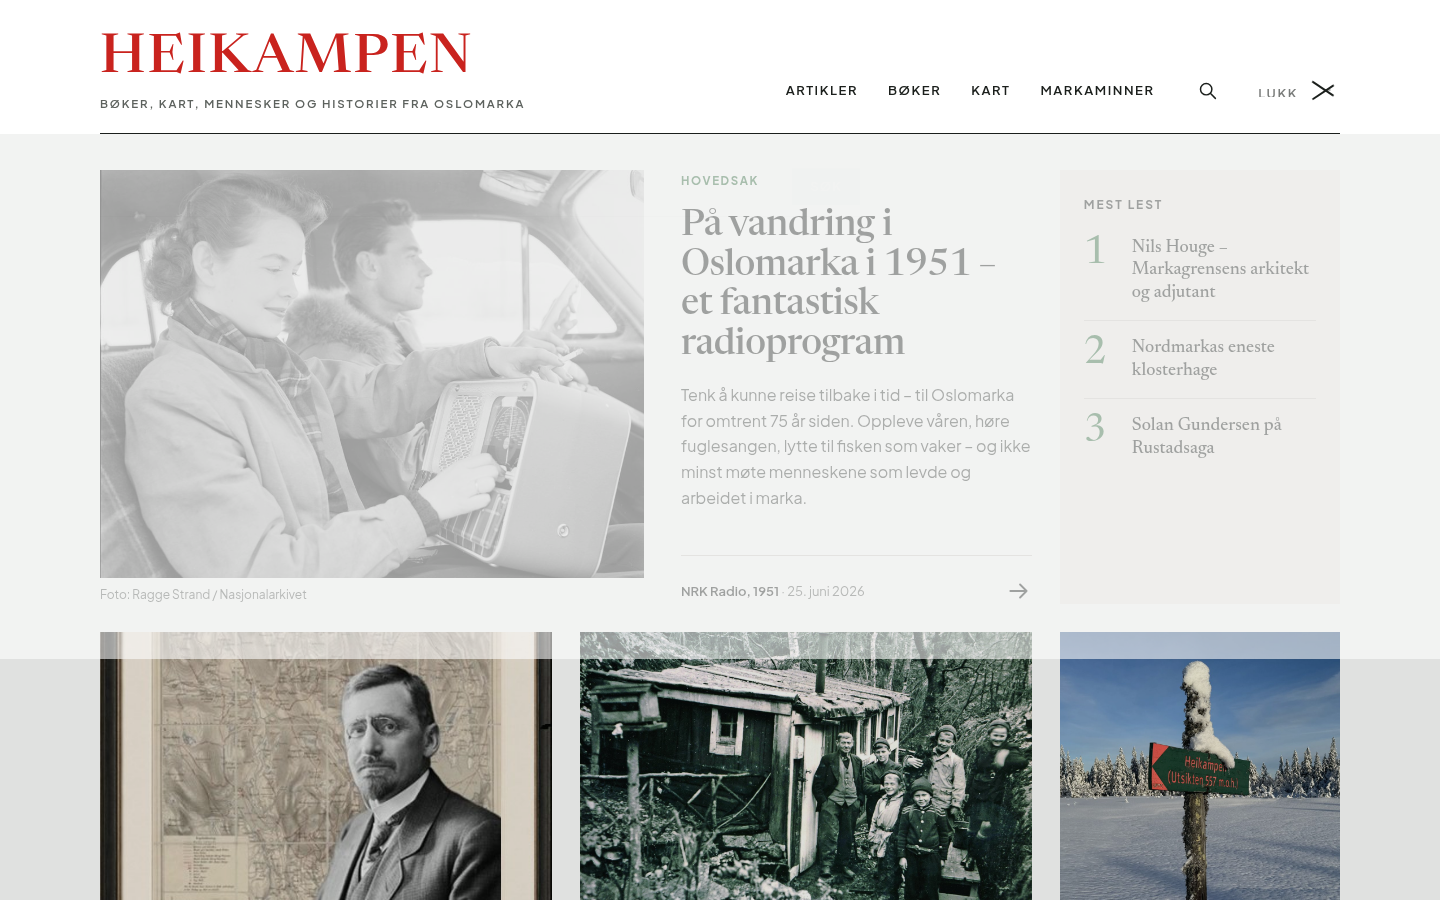 HEIKAMPEN
BØKER, KART, MENNESKER OG HISTORIER FRA OSLOMARKA
ARTIKLER BØKER KART MARKAMINNER LUKK
HOVEDSAK
På vandring i
Oslomarka i 1951 –
et fantastisk
radioprogram
Tenk å kunne reise tilbake i tid – til Oslomarka
for omtrent 75 år siden. Oppleve våren, høre
fuglesangen, lytte til fisken som vaker – og ikke
minst møte menneskene som levde og
arbeidet i marka.
NRK Radio, 1951 · 25. juni 2026
Foto: Ragge Strand / Nasjonalarkivet
MEST LEST
1 Nils Houge –
Markagrensens arkitekt
og adjutant
2 Nordmarkas eneste
klosterhage
3 Solan Gundersen på
Rustadsaga
Heikampen
(Utsikten 557 m.o.h.)